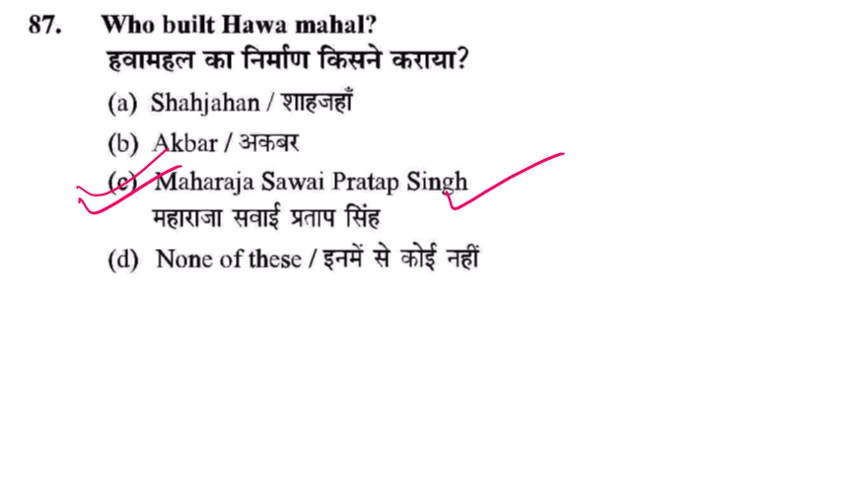 87. Who built Hawa mahal?
हवामहल का निर्माण किसने कराया?
(a) Shahjahan / शाहजहाँ
(b) Akbar / अकबर
(c) Maharaja Sawai Pratap Singh
महाराजा सवाई प्रताप सिंह
(d) None of these / इनमें से कोई नहीं